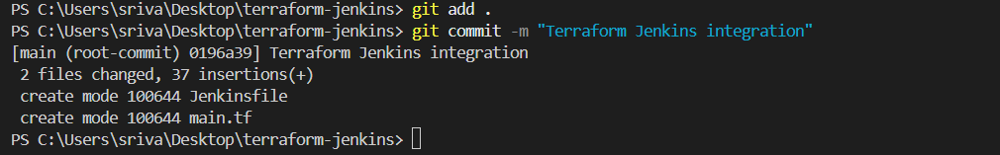 PS C:\Users\sriva\Desktop\terraform-jenkins> git add .
PS C:\Users\sriva\Desktop\terraform-jenkins> git commit -m "Terraform Jenkins integration"
[main (root-commit) 0196a39] Terraform Jenkins integration
 2 files changed, 37 insertions(+)
 create mode 100644 Jenkinsfile
 create mode 100644 main.tf
PS C:\Users\sriva\Desktop\terraform-jenkins>